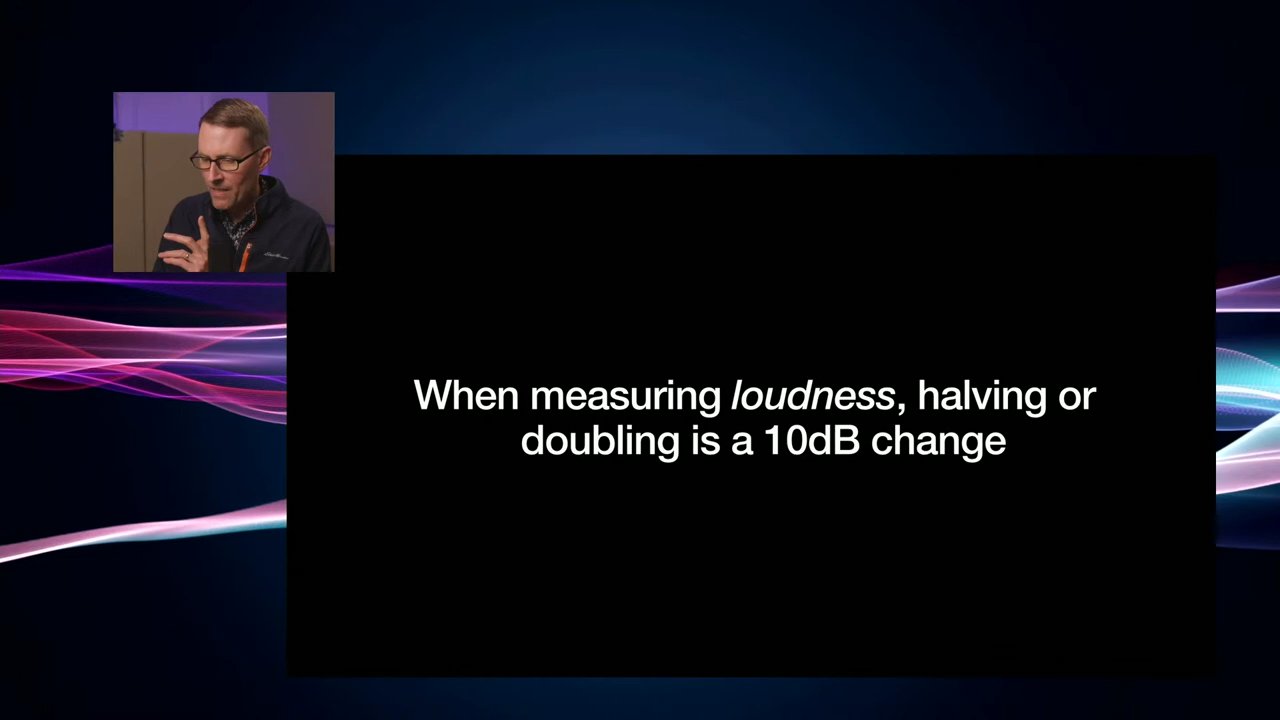 When measuring loudness, halving or
doubling is a 10dB change